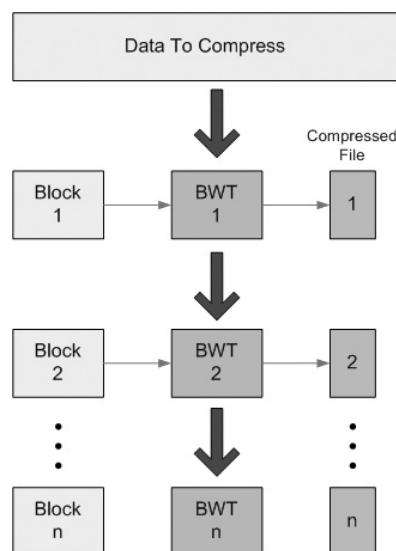 Data To Compress
Compressed
File
Block
1
BWT
1
1
Block
2
BWT
2
2
Block
n
BWT
n
n